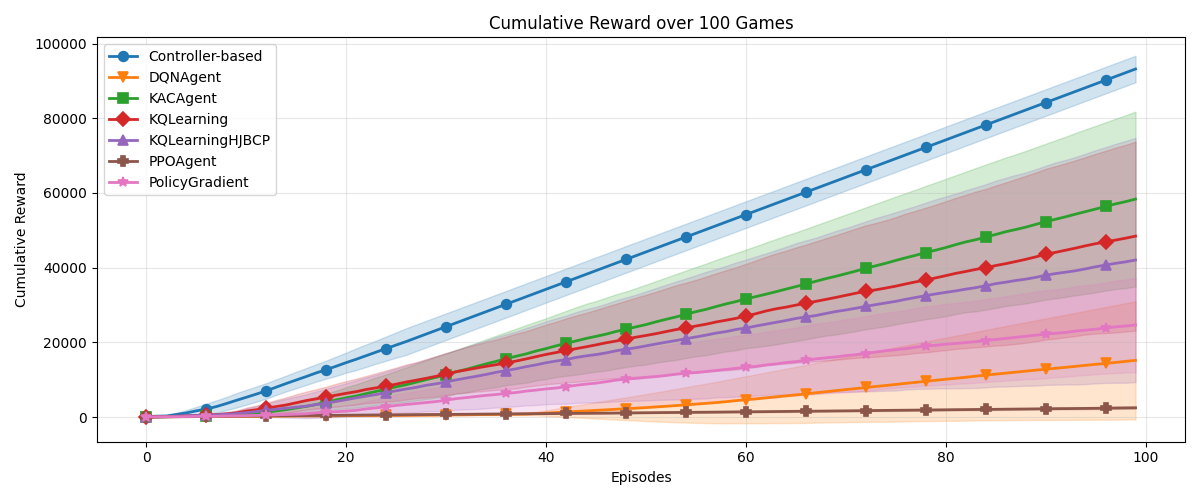 Cumulative Reward over 100 Games
100000
80000
60000
40000
20000
0
Cumulative Reward
Controller-based
DQNAgent
KACAgent
KQLearning
KQLearningHJBCP
PPOAgent
PolicyGradient
0 20 40 60 80 100
Episodes